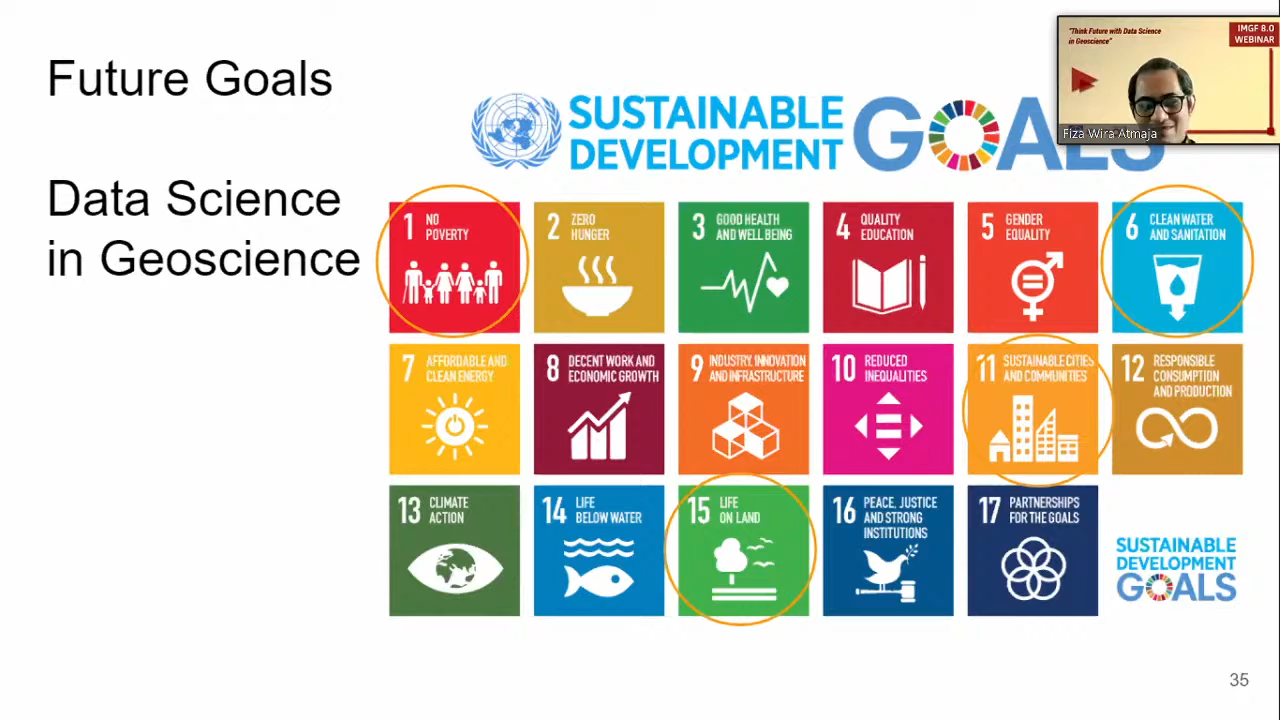 Future Goals
Data Science
in Geoscience
SUSTAINABLE
DEVELOPMENT
GOALS
"Think Future with Data Science
in Geoscience"
IMGF 8.0
WEBINAR
Fiza Wira Atmaja
1 NO
POVERTY
2 ZERO
HUNGER
3 GOOD HEALTH
AND WELL BEING
4 QUALITY
EDUCATION
5 GENDER
EQUALITY
6 CLEAN WATER
AND SANITATION
7 AFFORDABLE AND
CLEAN ENERGY
8 DECENT WORK AND
ECONOMIC GROWTH
9 INDUSTRY, INNOVATION
AND INFRASTRUCTURE
10 REDUCED
INEQUALITIES
11 SUSTAINABLE CITIES
AND COMMUNITIES
12 RESPONSIBLE
CONSUMPTION
AND PRODUCTION
13 CLIMATE
ACTION
14 LIFE
BELOW WATER
15 LIFE
ON LAND
16 PEACE, JUSTICE
AND STRONG
INSTITUTIONS
17 PARTNERSHIPS
FOR THE GOALS
SUSTAINABLE
DEVELOPMENT
GOALS
35